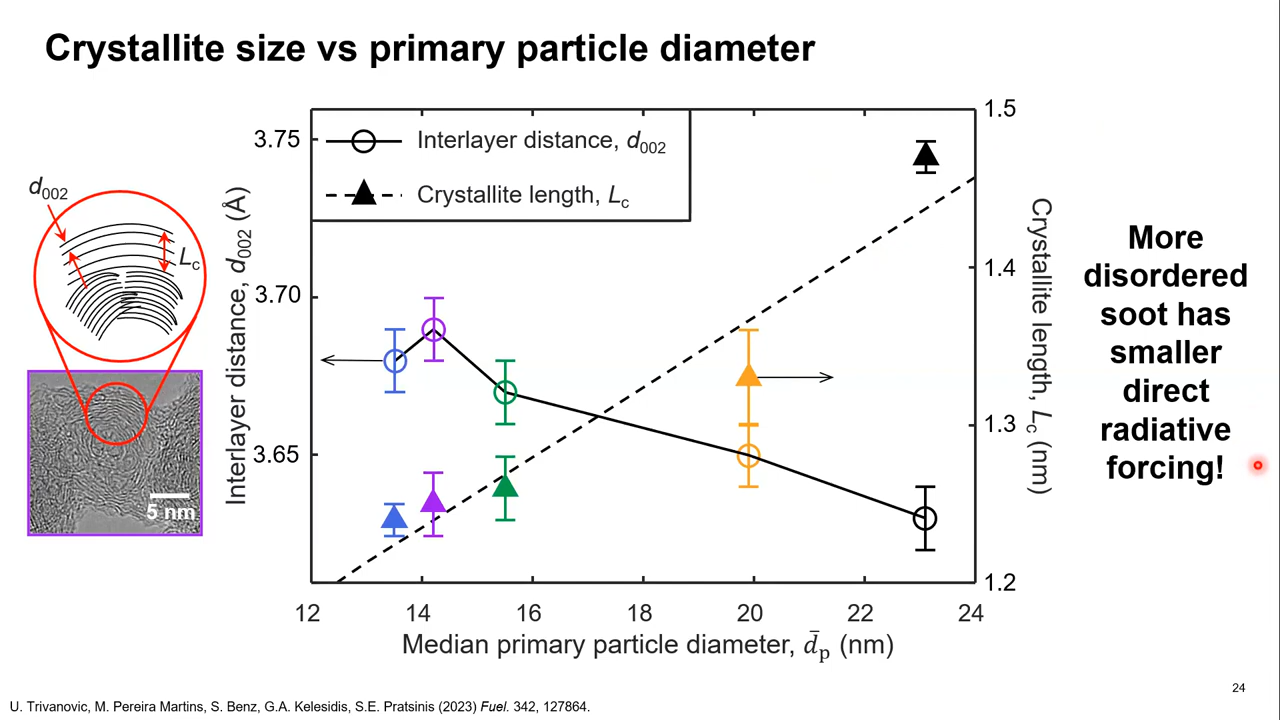 Crystallite size vs primary particle diameter
d002
Lc
5 nm
Interlayer distance, d002 (Å)
3.75
3.70
3.65
Interlayer distance, d002
Crystallite length, Lc
1.5
1.4
1.3
1.2
Crystallite length, Lc (nm)
12 14 16 18 20 22 24
Median primary particle diameter, d̄p (nm)
More
disordered
soot has
smaller
direct
radiative
forcing!
24
U. Trivanovic, M. Pereira Martins, S. Benz, G.A. Kelesidis, S.E. Pratsinis (2023) Fuel. 342, 127864.